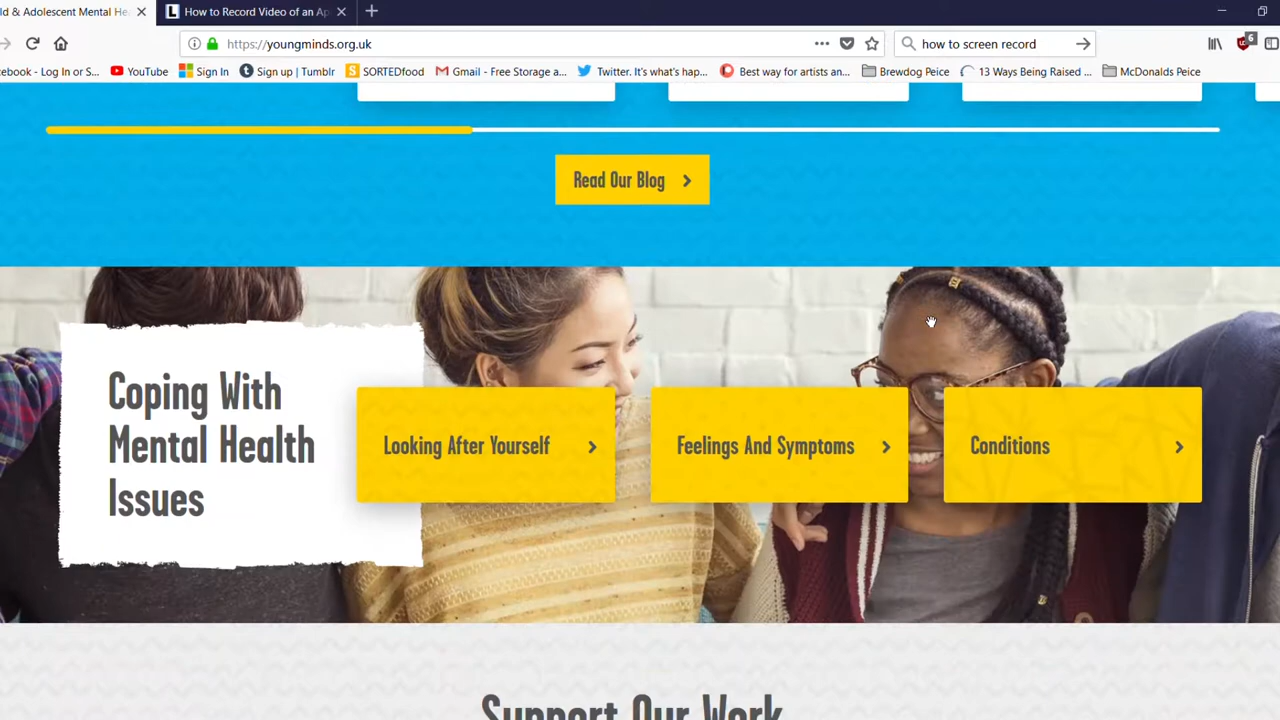 ld & Adolescent Mental He
How to Record Video of an Ap
https://youngminds.org.uk
how to screen record
6
cebook - Log In or S...
YouTube
Sign In
Sign up | Tumblr
SORTEDfood
Gmail - Free Storage a...
Twitter. It's what's hap...
Best way for artists an...
Brewdog Peice
13 Ways Being Raised ...
McDonalds Peice
Read Our Blog
Coping With
Mental Health
Issues
Looking After Yourself
Feelings And Symptoms
Conditions
Support Our Work